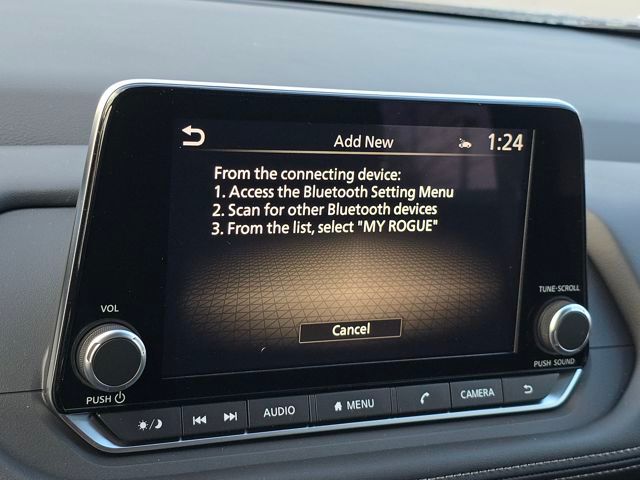 Add New
1:24
From the connecting device:
1. Access the Bluetooth Setting Menu
2. Scan for other Bluetooth devices
3. From the list, select "MY ROGUE"
Cancel
VOL
PUSH
TUNE•SCROLL
PUSH SOUND
AUDIO
MENU
CAMERA